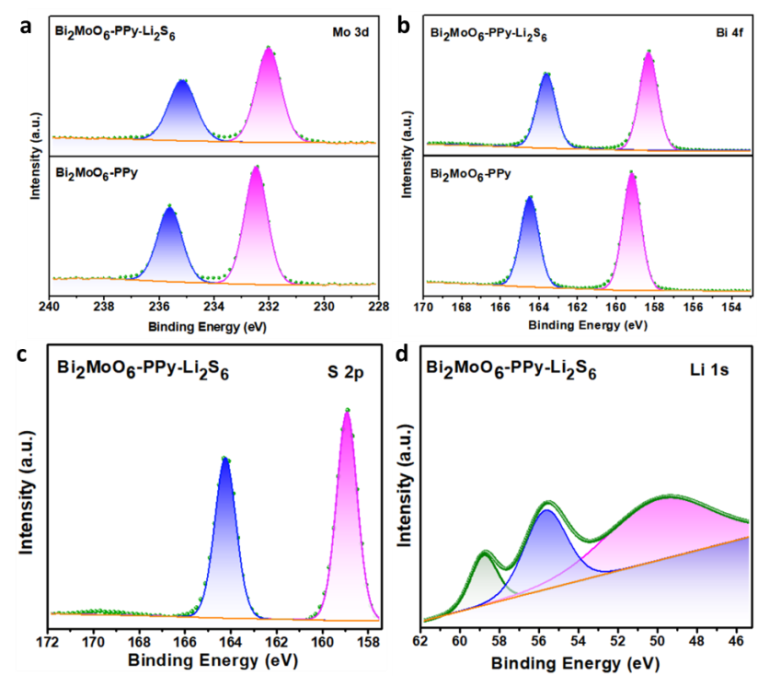 a
Bi₂MoO₆-PPy-Li₂S₆
Mo 3d
Bi₂MoO₆-PPy
Intensity (a.u.)
240 238 236 234 232 230 228
Binding Energy (eV)
b
Bi₂MoO₆-PPy-Li₂S₆
Bi 4f
Bi₂MoO₆-PPy
Intensity (a.u.)
170 168 166 164 162 160 158 156 154
Binding Energy (eV)
c
Bi₂MoO₆-PPy-Li₂S₆
S 2p
Intensity (a.u.)
172 170 168 166 164 162 160 158
Binding Energy (eV)
d
Bi₂MoO₆-PPy-Li₂S₆
Li 1s
Intensity (a.u.)
62 60 58 56 54 52 50 48 46
Binding Energy (eV)